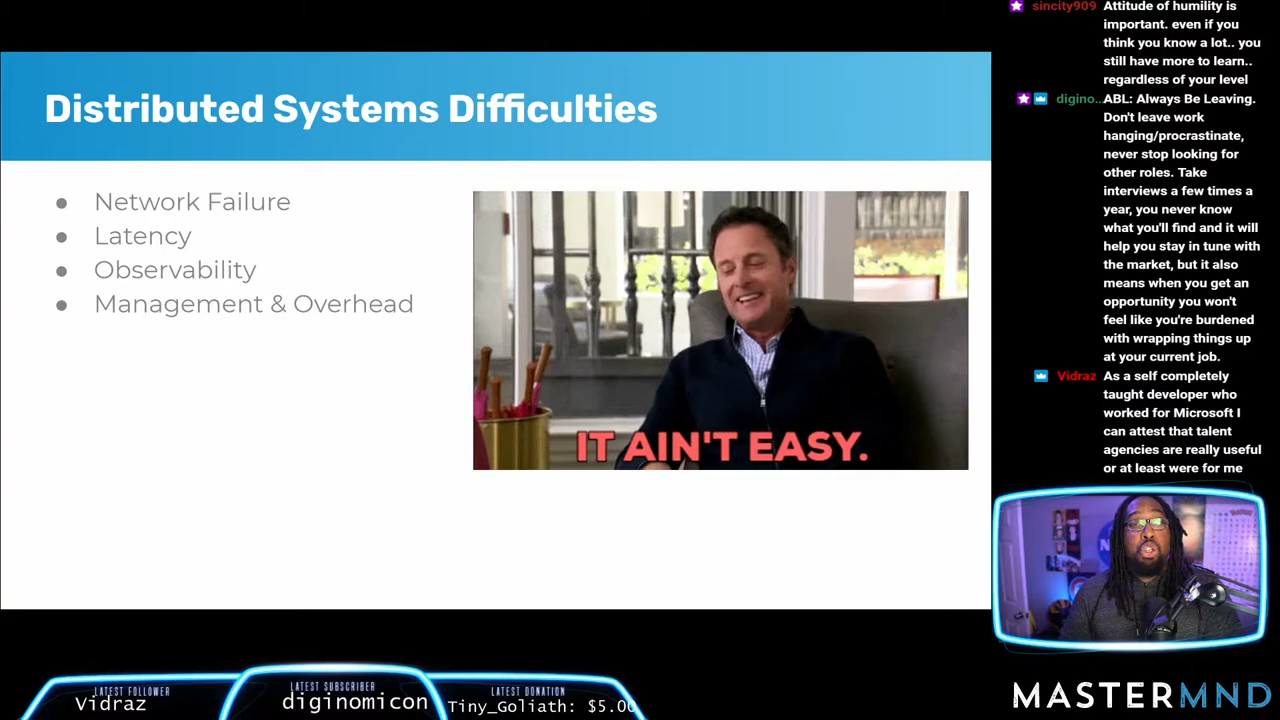 Distributed Systems Difficulties
● Network Failure
● Latency
● Observability
● Management & Overhead
IT AIN'T EASY.
sincity909 Attitude of humility is
important. even if you
think you know a lot.. you
still have more to learn..
regardless of your level
digino... ABL: Always Be Leaving.
Don't leave work
hanging/procrastinate,
never stop looking for
other roles. Take
interviews a few times a
year, you never know
what you'll find and it will
help you stay in tune with
the market, but it also
means when you get an
opportunity you won't
feel like you're burdened
with wrapping things up
at your current job.
Vidraz As a self completely
taught developer who
worked for Microsoft I
can attest that talent
agencies are really useful
or at least were for me
LATEST FOLLOWER
Vidraz
LATEST SUBSCRIBER
diginomicon
LATEST DONATION
Tiny_Goliath: $5.00
MASTERMND